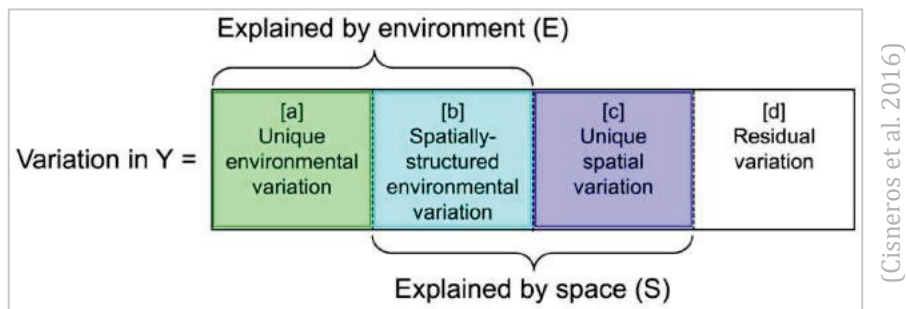 Explained by environment (E)
Variation in Y =
[a]
Unique
environmental
variation
[b]
Spatially-
structured
environmental
variation
[c]
Unique
spatial
variation
[d]
Residual
variation
Explained by space (S)
(Cisneros et al. 2016)